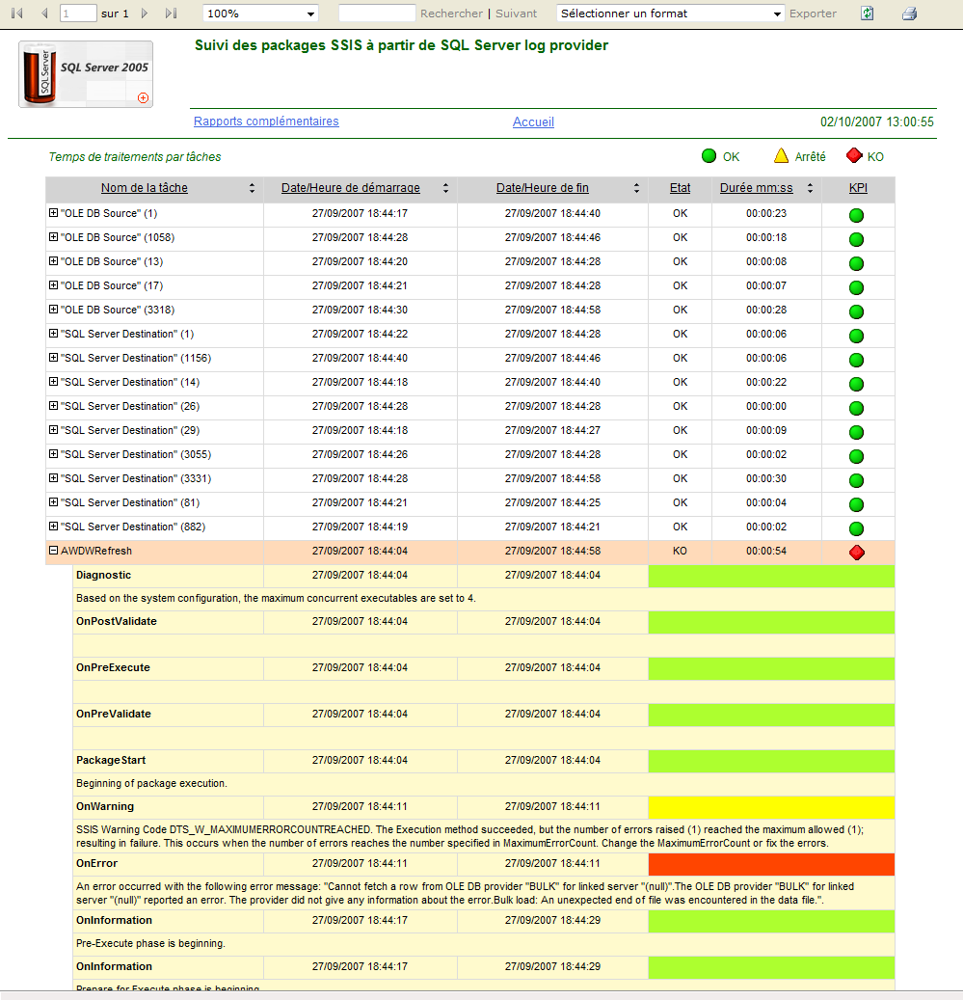 1 sur 1 100% Rechercher | Suivant Sélectionner un format Exporter
Suivi des packages SSIS à partir de SQL Server log provider
SQL Server
SQL Server 2005
Rapports complémentaires Accueil 02/10/2007 13:00:55
Temps de traitements par tâches OK Arrêté KO
Nom de la tâche Date/Heure de démarrage Date/Heure de fin Etat Durée mm:ss KPI
"OLE DB Source" (1) 27/09/2007 18:44:17 27/09/2007 18:44:40 OK 00:00:23
"OLE DB Source" (1058) 27/09/2007 18:44:28 27/09/2007 18:44:46 OK 00:00:18
"OLE DB Source" (13) 27/09/2007 18:44:20 27/09/2007 18:44:28 OK 00:00:08
"OLE DB Source" (17) 27/09/2007 18:44:21 27/09/2007 18:44:28 OK 00:00:07
"OLE DB Source" (3318) 27/09/2007 18:44:30 27/09/2007 18:44:58 OK 00:00:28
"SQL Server Destination" (1) 27/09/2007 18:44:22 27/09/2007 18:44:28 OK 00:00:06
"SQL Server Destination" (1156) 27/09/2007 18:44:40 27/09/2007 18:44:46 OK 00:00:06
"SQL Server Destination" (14) 27/09/2007 18:44:18 27/09/2007 18:44:40 OK 00:00:22
"SQL Server Destination" (26) 27/09/2007 18:44:28 27/09/2007 18:44:28 OK 00:00:00
"SQL Server Destination" (29) 27/09/2007 18:44:18 27/09/2007 18:44:27 OK 00:00:09
"SQL Server Destination" (3055) 27/09/2007 18:44:26 27/09/2007 18:44:28 OK 00:00:02
"SQL Server Destination" (3331) 27/09/2007 18:44:28 27/09/2007 18:44:58 OK 00:00:30
"SQL Server Destination" (81) 27/09/2007 18:44:21 27/09/2007 18:44:25 OK 00:00:04
"SQL Server Destination" (882) 27/09/2007 18:44:19 27/09/2007 18:44:21 OK 00:00:02
AWDWRefresh 27/09/2007 18:44:04 27/09/2007 18:44:58 KO 00:00:54
Diagnostic 27/09/2007 18:44:04 27/09/2007 18:44:04
Based on the system configuration, the maximum concurrent executables are set to 4.
OnPostValidate 27/09/2007 18:44:04 27/09/2007 18:44:04
OnPreExecute 27/09/2007 18:44:04 27/09/2007 18:44:04
OnPreValidate 27/09/2007 18:44:04 27/09/2007 18:44:04
PackageStart 27/09/2007 18:44:04 27/09/2007 18:44:04
Beginning of package execution.
OnWarning 27/09/2007 18:44:11 27/09/2007 18:44:11
SSIS Warning Code DTS_W_MAXIMUMERRORCOUNTREACHED. The Execution method succeeded, but the number of errors raised (1) reached the maximum allowed (1);
resulting in failure. This occurs when the number of errors reaches the number specified in MaximumErrorCount. Change the MaximumErrorCount or fix the errors.
OnError 27/09/2007 18:44:11 27/09/2007 18:44:11
An error occurred with the following error message: "Cannot fetch a row from OLE DB provider "BULK" for linked server "(null)".The OLE DB provider "BULK" for linked
server "(null)" reported an error. The provider did not give any information about the error.Bulk load: An unexpected end of file was encountered in the data file.".
OnInformation 27/09/2007 18:44:17 27/09/2007 18:44:29
Pre-Execute phase is beginning.
OnInformation 27/09/2007 18:44:17 27/09/2007 18:44:29
Prepare for Execute phase is beginning